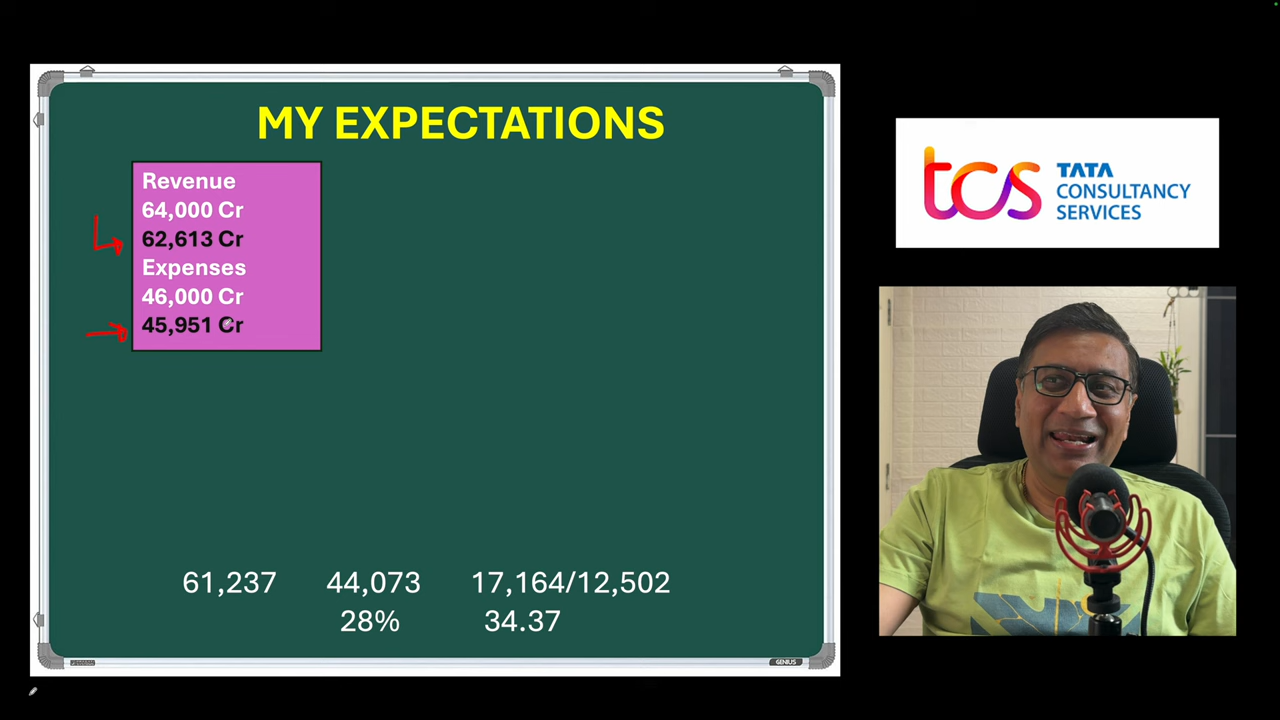 MY EXPECTATIONS
Revenue
64,000 Cr
62,613 Cr
Expenses
46,000 Cr
45,951 Cr
61,237 44,073 17,164/12,502
28% 34.37
GENIUS
tcs TATA
CONSULTANCY
SERVICES